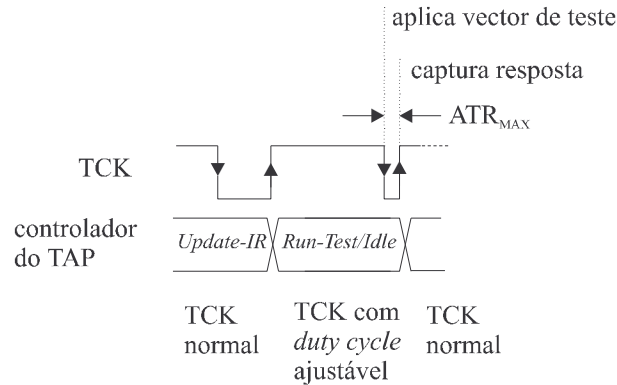 aplica vector de teste
captura resposta
ATRMAX
TCK
controlador
do TAP
Update-IR
Run-Test/Idle
TCK
normal
TCK com
duty cycle
ajustável
TCK
normal